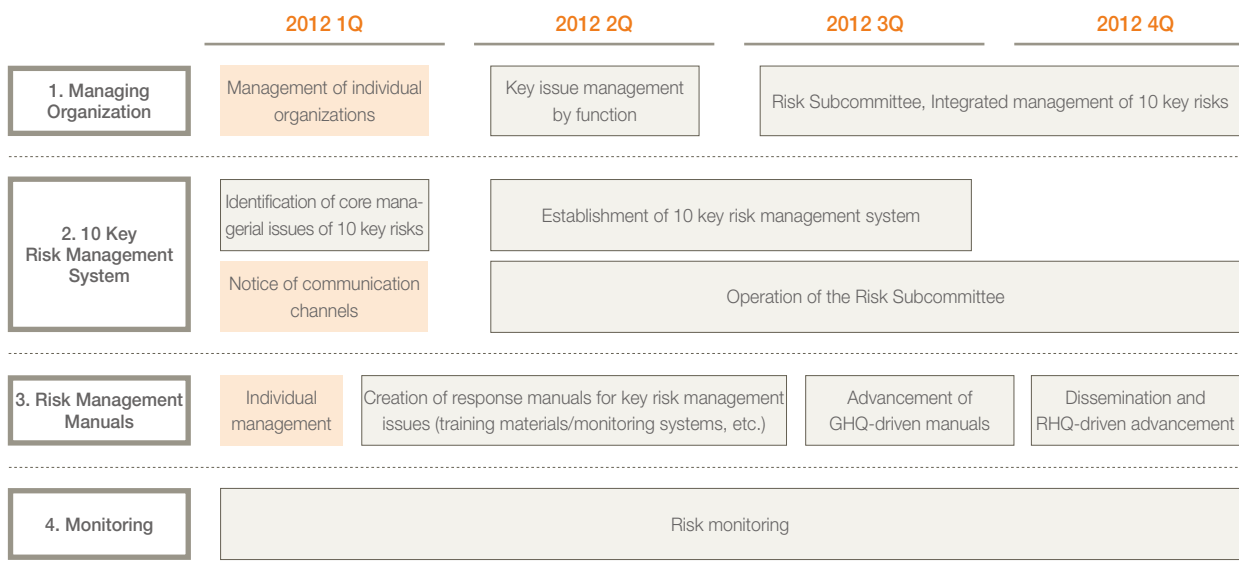 2012 1Q
2012 2Q
2012 3Q
2012 4Q
1. Managing
Organization
Management of individual
organizations
Key issue management
by function
Risk Subcommittee, Integrated management of 10 key risks
2. 10 Key
Risk Management
System
Identification of core mana-
gerial issues of 10 key risks
Establishment of 10 key risk management system
Notice of communication
channels
Operation of the Risk Subcommittee
3. Risk Management
Manuals
Individual
management
Creation of response manuals for key risk management
issues (training materials/monitoring systems, etc.)
Advancement of
GHQ-driven manuals
Dissemination and
RHQ-driven advancement
4. Monitoring
Risk monitoring